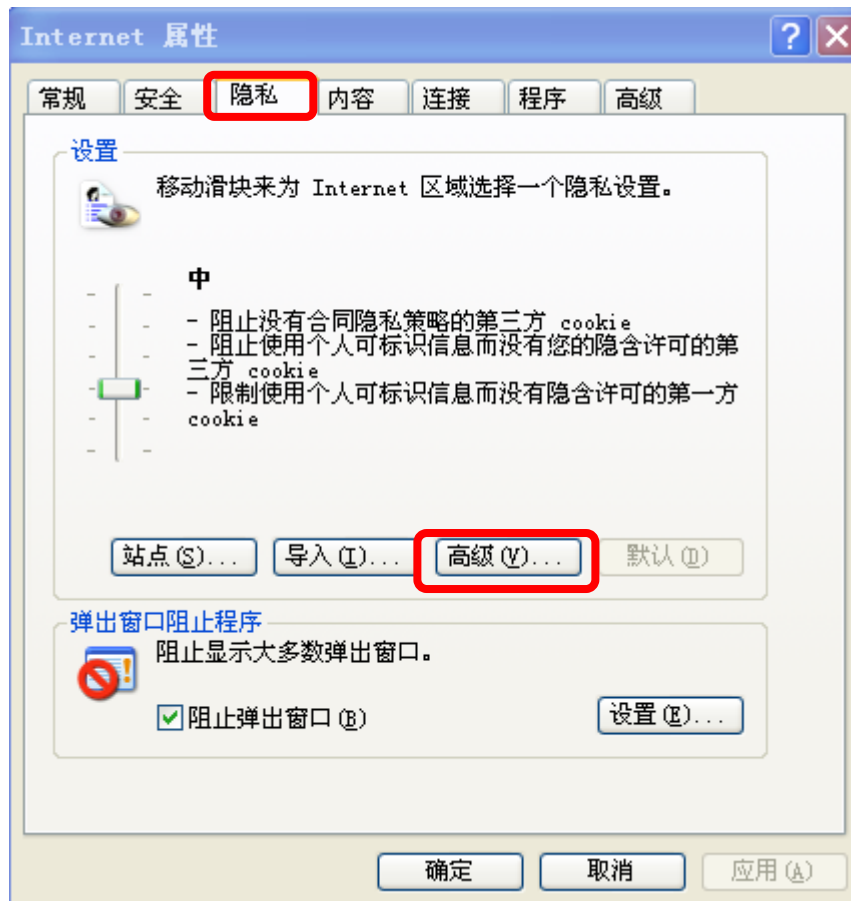 Internet 属性
常规 安全 隐私 内容 连接 程序 高级
设置
移动滑块来为 Internet 区域选择一个隐私设置。
中
- 阻止没有合同隐私策略的第三方 cookie
- 阻止使用个人可标识信息而没有您的隐含许可的第
三方 cookie
- 限制使用个人可标识信息而没有隐含许可的第一方
cookie
站点(S)... 导入(I)... 高级(V)... 默认(D)
弹出窗口阻止程序
阻止显示大多数弹出窗口。
阻止弹出窗口(B) 设置(E)...
确定 取消 应用(A)